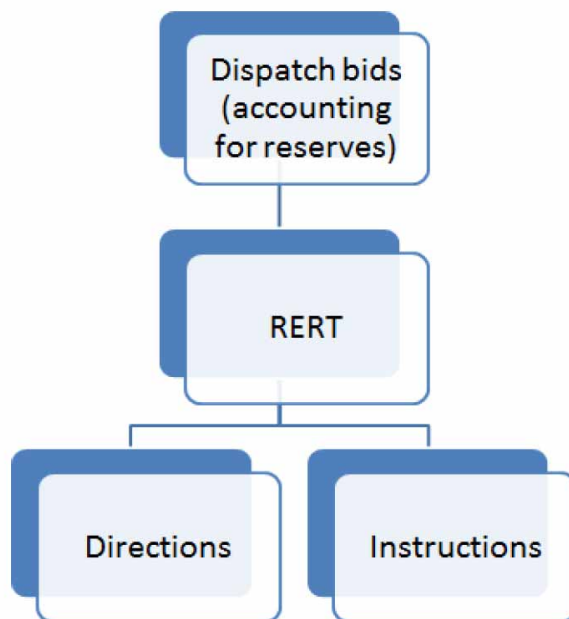 Dispatch bids
(accounting
for reserves)
RERT
Directions
Instructions